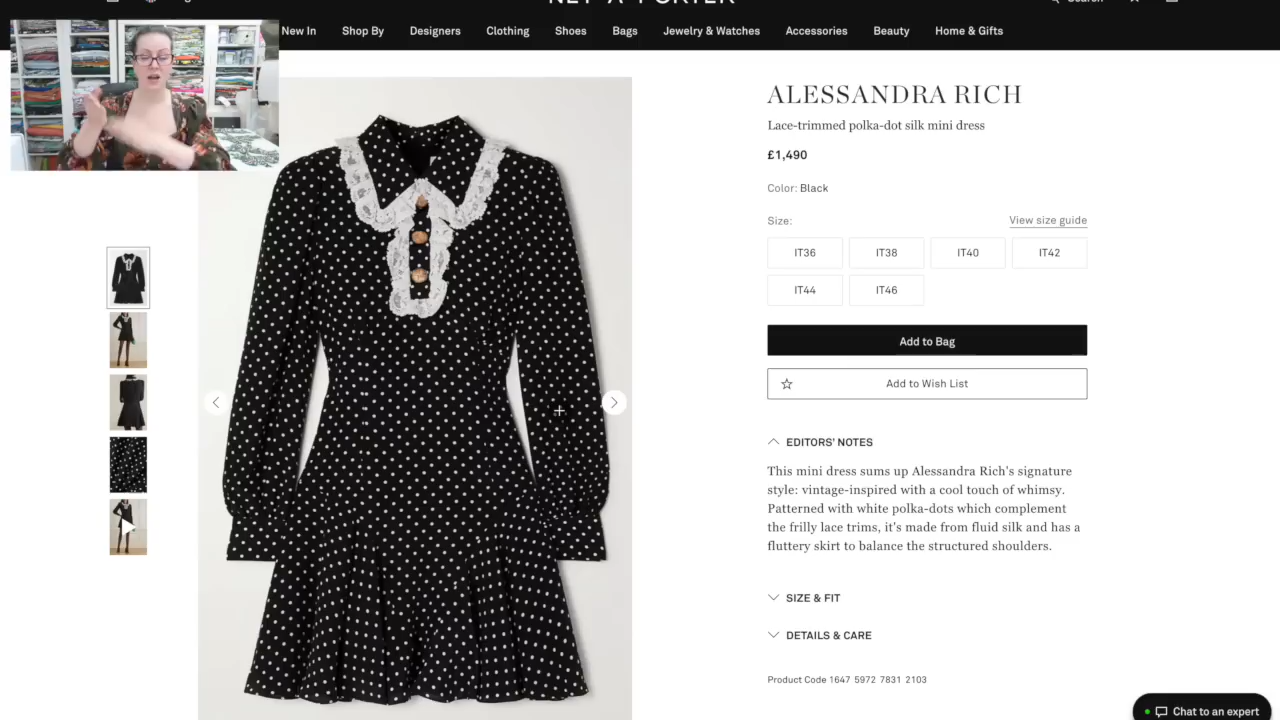 NET-A-PORTER
Search
New In
Shop By
Designers
Clothing
Shoes
Bags
Jewelry & Watches
Accessories
Beauty
Home & Gifts
ALESSANDRA RICH
Lace-trimmed polka-dot silk mini dress
£1,490
Color: Black
Size:
View size guide
IT36
IT38
IT40
IT42
IT44
IT46
Add to Bag
Add to Wish List
EDITORS' NOTES
This mini dress sums up Alessandra Rich's signature
style: vintage-inspired with a cool touch of whimsy.
Patterned with white polka-dots which complement
the frilly lace trims, it's made from fluid silk and has a
fluttery skirt to balance the structured shoulders.
SIZE & FIT
DETAILS & CARE
Product Code 1647 5972 7831 2103
Chat to an expert